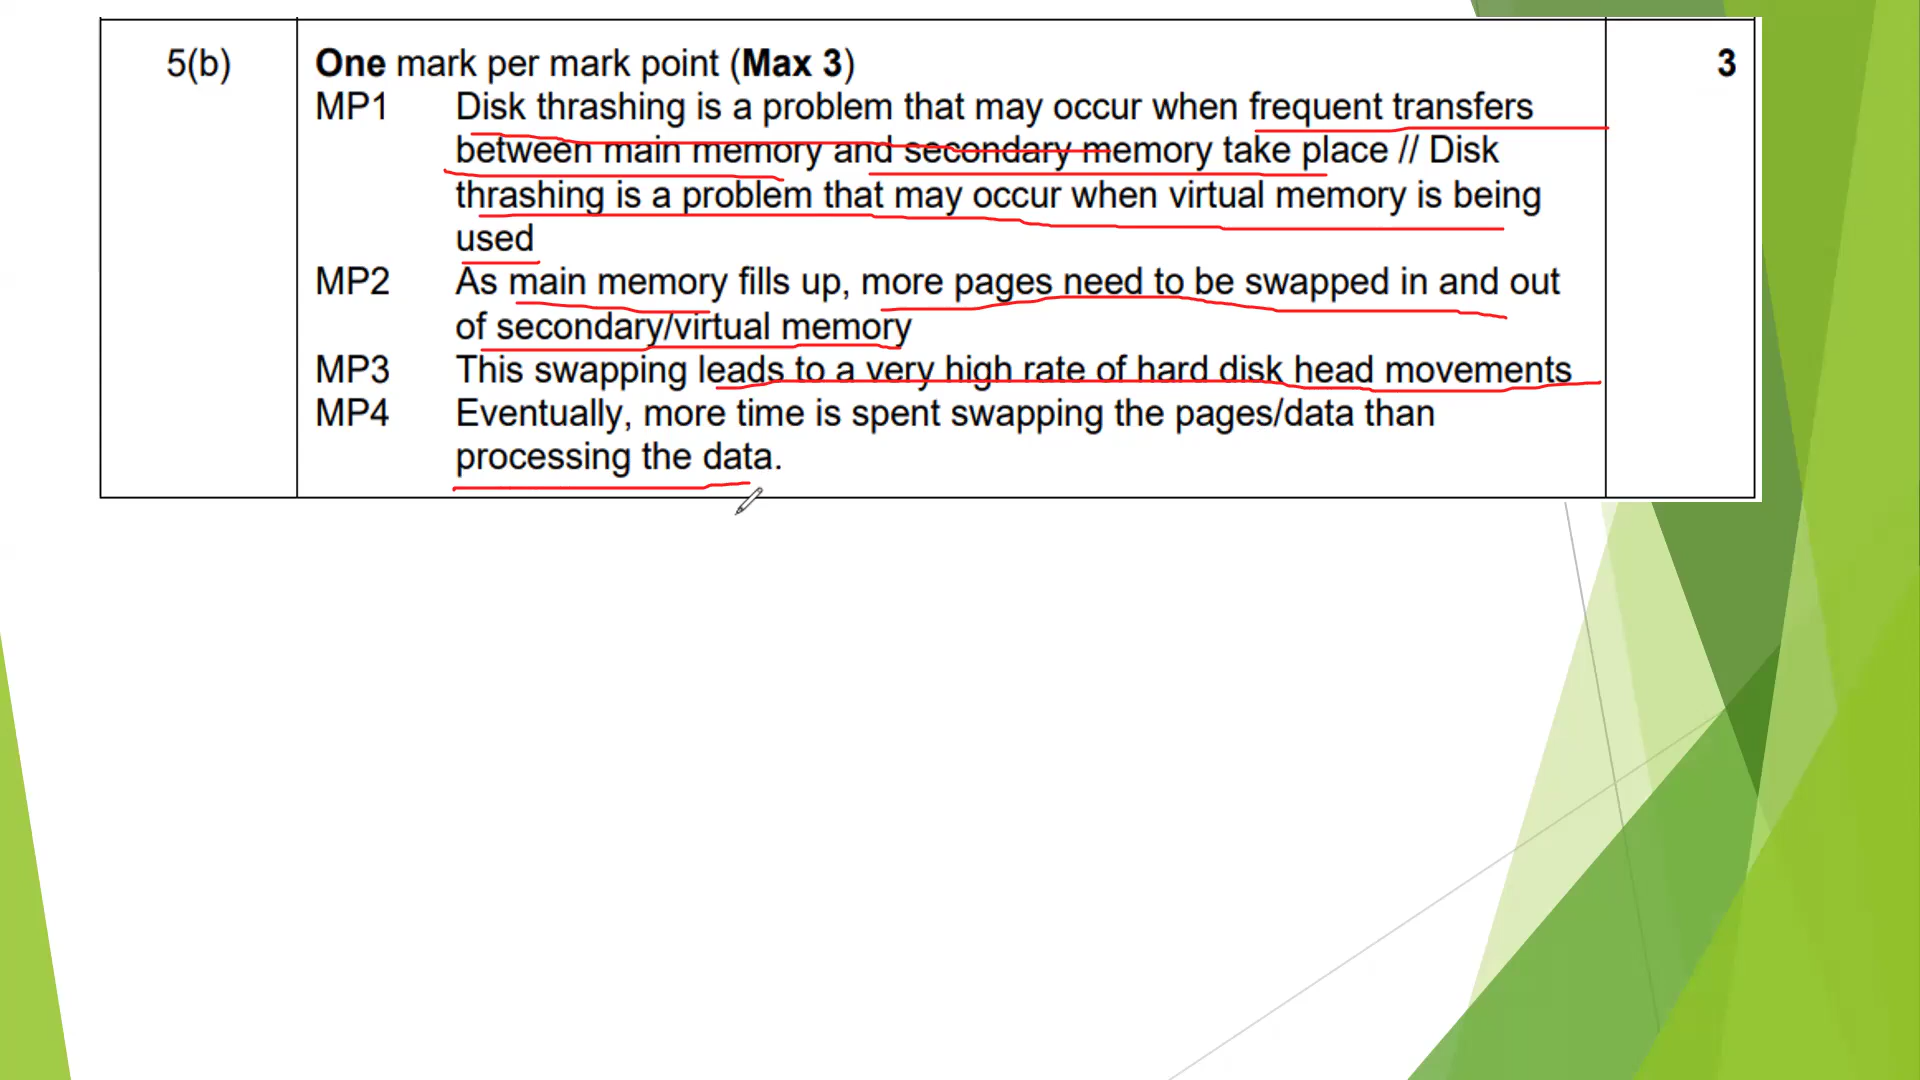 5(b)
One mark per mark point (Max 3)
3
MP1 Disk thrashing is a problem that may occur when frequent transfers
between main memory and secondary memory take place // Disk
thrashing is a problem that may occur when virtual memory is being
used
MP2 As main memory fills up, more pages need to be swapped in and out
of secondary/virtual memory
MP3 This swapping leads to a very high rate of hard disk head movements
MP4 Eventually, more time is spent swapping the pages/data than
processing the data.